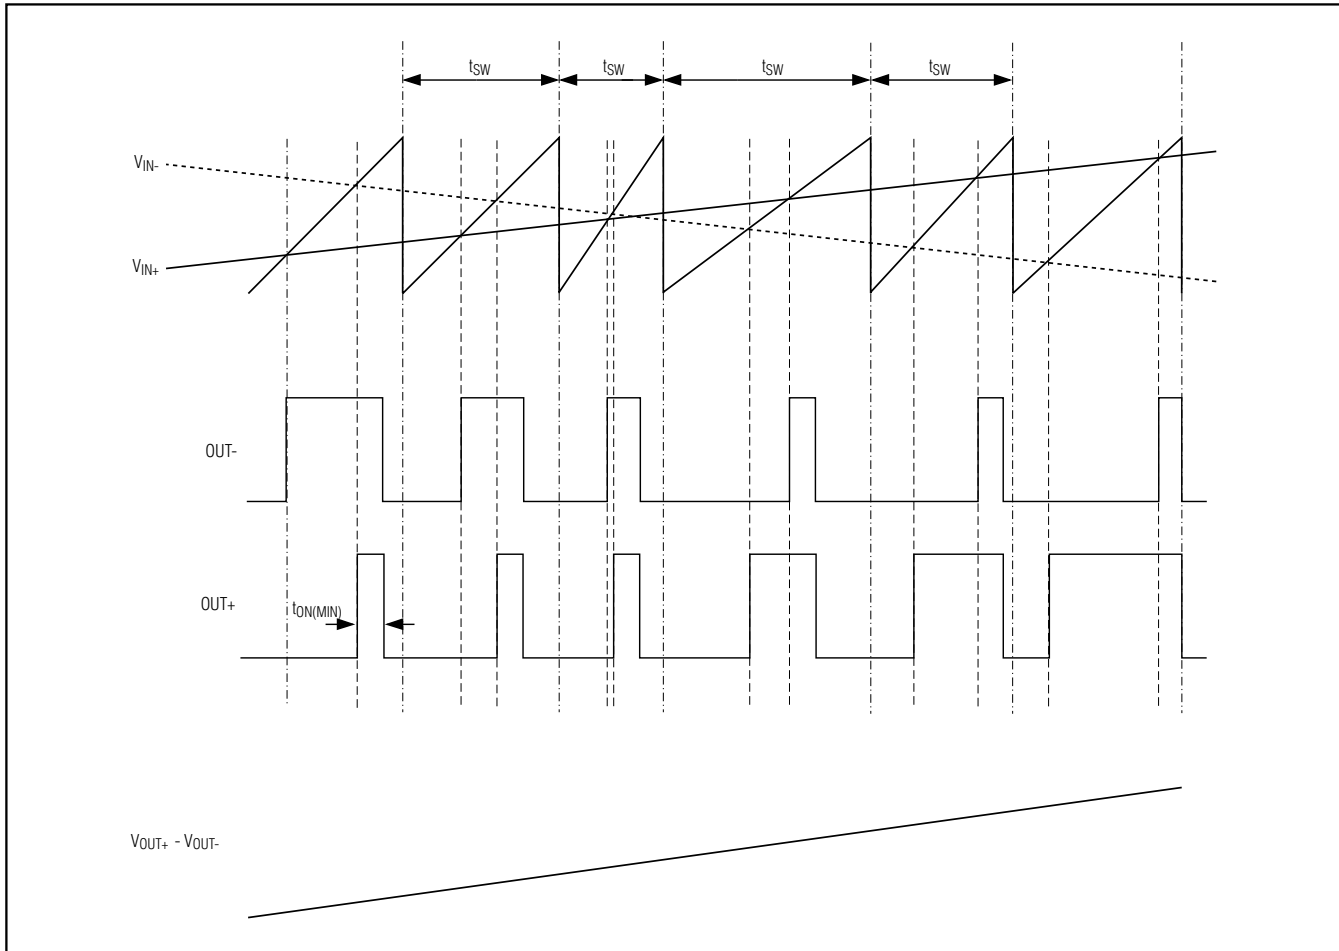 tSW tSW tSW tSW
VIN-
VIN+
OUT-
OUT+
tON(MIN)
VOUT+ - VOUT-